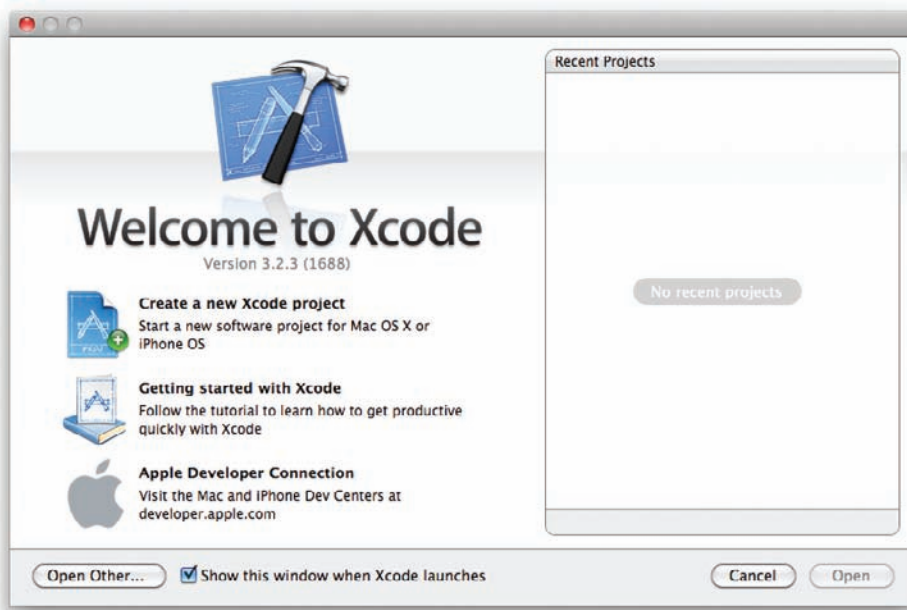 Recent Projects
Welcome to Xcode
Version 3.2.3 (1688)
No recent projects
Create a new Xcode project
Start a new software project for Mac OS X or
iPhone OS
Getting started with Xcode
Follow the tutorial to learn how to get productive
quickly with Xcode
Apple Developer Connection
Visit the Mac and iPhone Dev Centers at
developer.apple.com
Open Other...
Show this window when Xcode launches
Cancel
Open